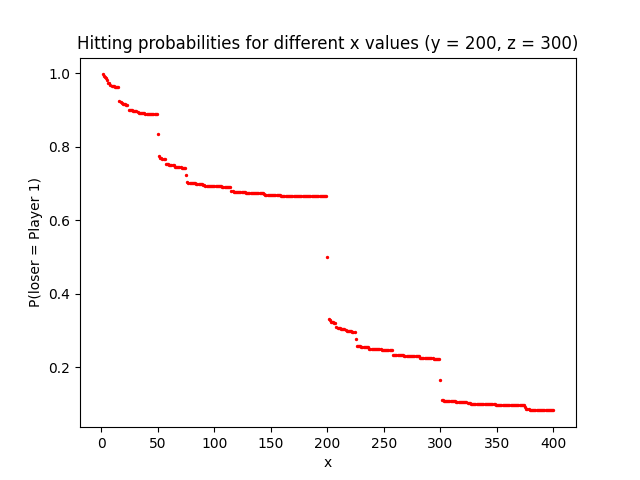 Hitting probabilities for different x values (y = 200, z = 300)
P(loser = Player 1)
1.0
0.8
0.6
0.4
0.2
0 50 100 150 200 250 300 350 400
x